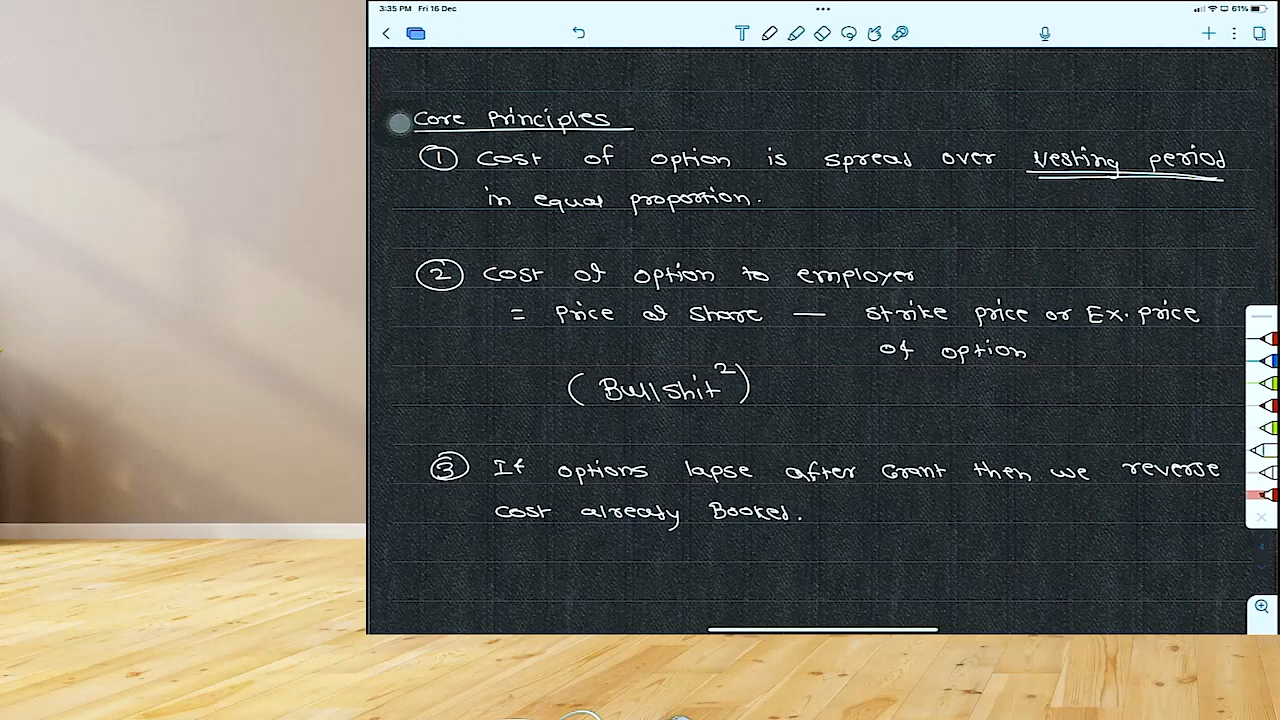 3:35 PM Fri 16 Dec
61%
T
Core Principles
① Cost of option is spread over Vesting period
in equal proportion.
② Cost of option to employer
= Price of share — strike price or Ex. price
of option
(Bullshit²)
③ If options lapse after Grant then we reverse
cost already Booked.
4